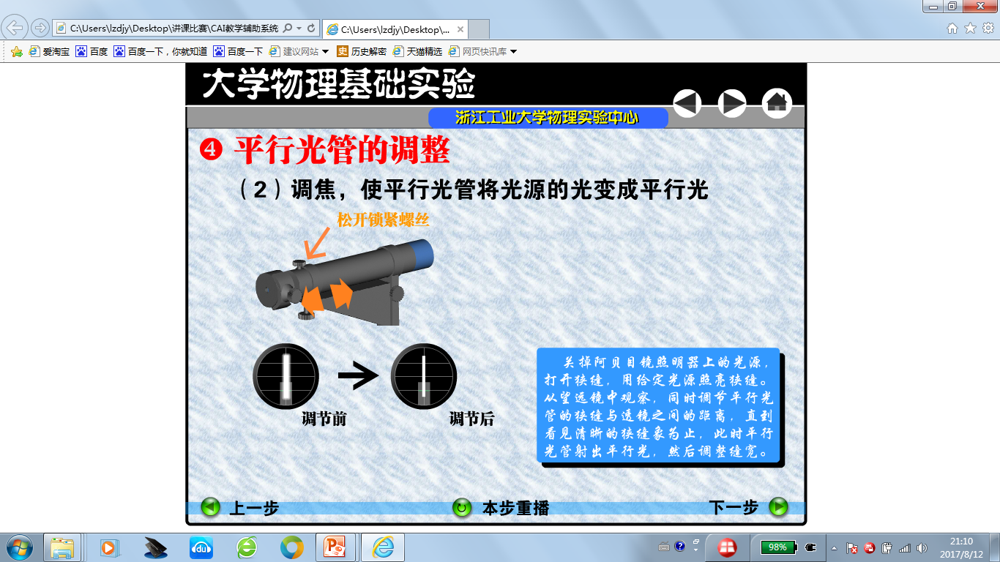 C:\Users\lzdjy\Desktop\讲课比赛\CAI教学辅助系统
C:\Users\lzdjy\Desktop\...
爱淘宝 百度 百度一下，你就知道 百度一下 建议网站 史 历史解密 天猫精选 网页快讯库
大学物理基础实验
浙江工业大学物理实验中心
4 平行光管的调整
（2）调焦，使平行光管将光源的光变成平行光
松开锁紧螺丝
调节前
调节后
关掉阿贝目镜照明器上的光源，
打开狭缝，用给定光源照亮狭缝。
从望远镜中观察，同时调节平行光
管的狭缝与透镜之间的距离，直到
看见清晰的狭缝象为止，此时平行
光管射出平行光，然后调整缝宽。
上一步
本步重播
下一步
du
98%
21:10
2017/8/12